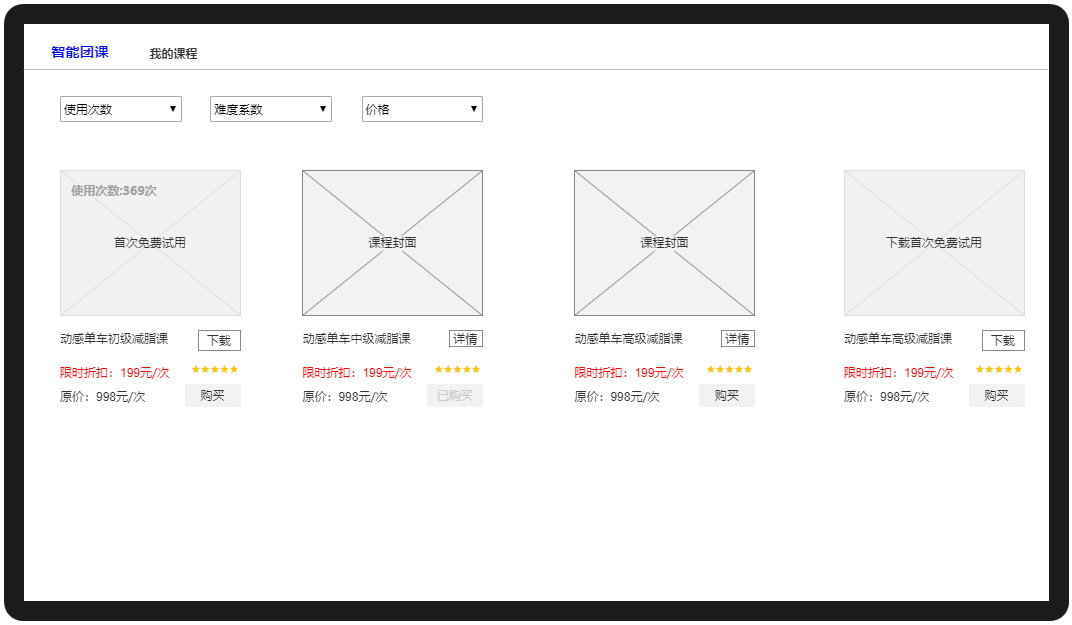 智能团课 我的课程
使用次数 ▼ 难度系数 ▼ 价格 ▼
使用次数:369次
首次免费试用 课程封面 课程封面 下载首次免费试用
动感单车初级减脂课 下载 动感单车中级减脂课 详情 动感单车高级减脂课 详情 动感单车高级减脂课 下载
限时折扣：199元/次 ★★★★★ 限时折扣：199元/次 ★★★★★ 限时折扣：199元/次 ★★★★★ 限时折扣：199元/次 ★★★★★
原价：998元/次 购买 原价：998元/次 已购买 原价：998元/次 购买 原价：998元/次 购买